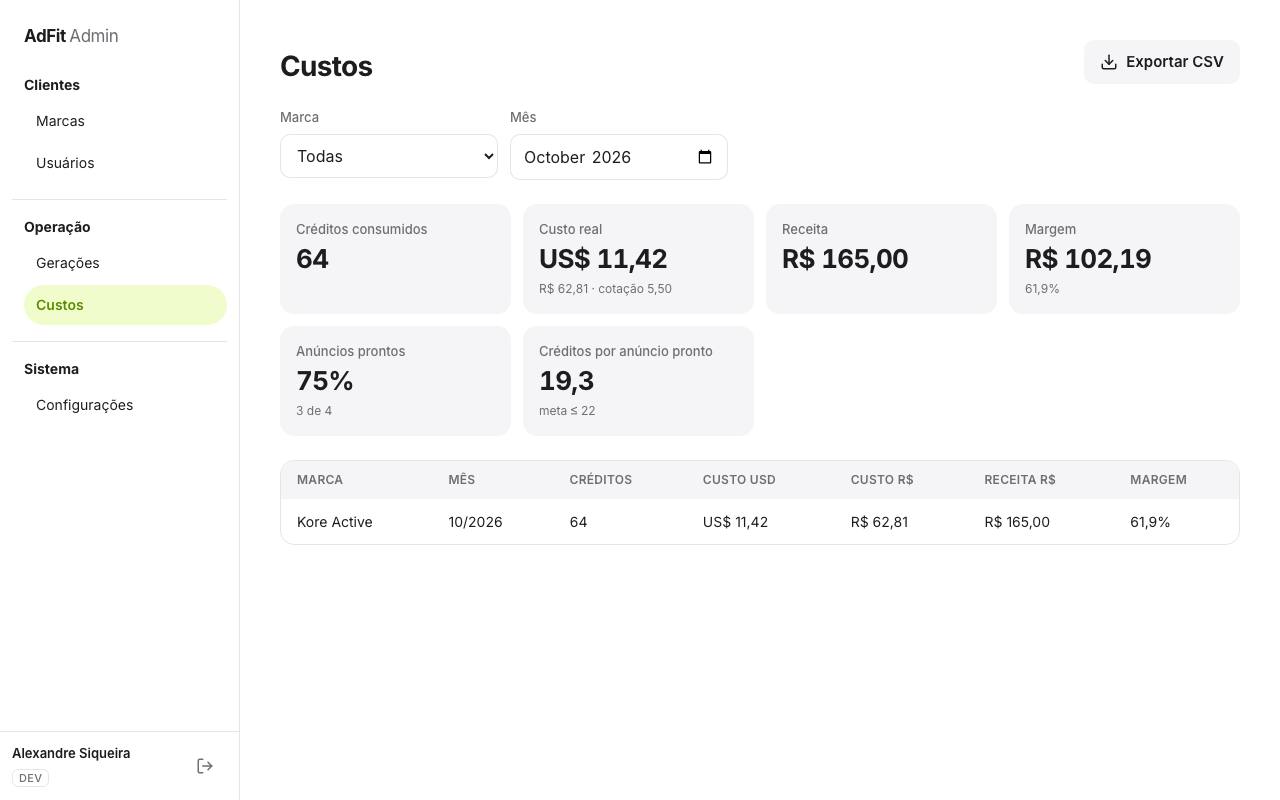 AdFit Admin
Clientes
Marcas
Usuários
Operação
Gerações
Custos
Sistema
Configurações
Alexandre Siqueira
DEV
Custos
Exportar CSV
Marca
Mês
Todas
October 2026
Créditos consumidos
64
Custo real
US$ 11,42
R$ 62,81 · cotação 5,50
Receita
R$ 165,00
Margem
R$ 102,19
61,9%
Anúncios prontos
75%
3 de 4
Créditos por anúncio pronto
19,3
meta ≤ 22
MARCA MÊS CRÉDITOS CUSTO USD CUSTO R$ RECEITA R$ MARGEM
Kore Active 10/2026 64 US$ 11,42 R$ 62,81 R$ 165,00 61,9%